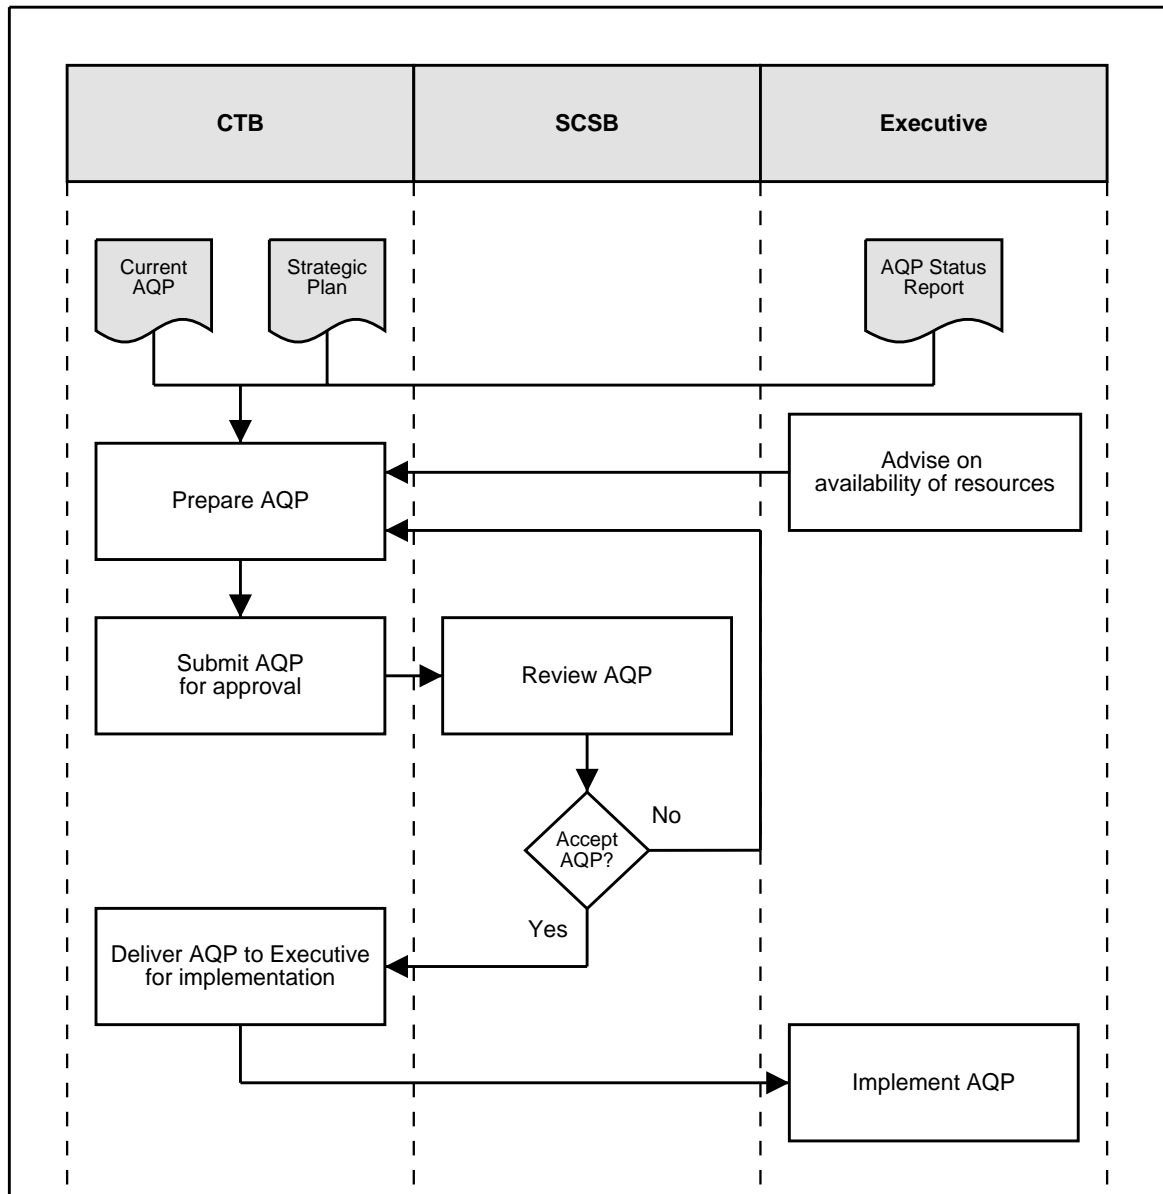 CTB
SCSB
Executive
Current
AQP
Strategic
Plan
AQP Status
Report
Advise on
availability of resources
Prepare AQP
Submit AQP
for approval
Review AQP
Accept
AQP?
No
Yes
Deliver AQP to Executive
for implementation
Implement AQP